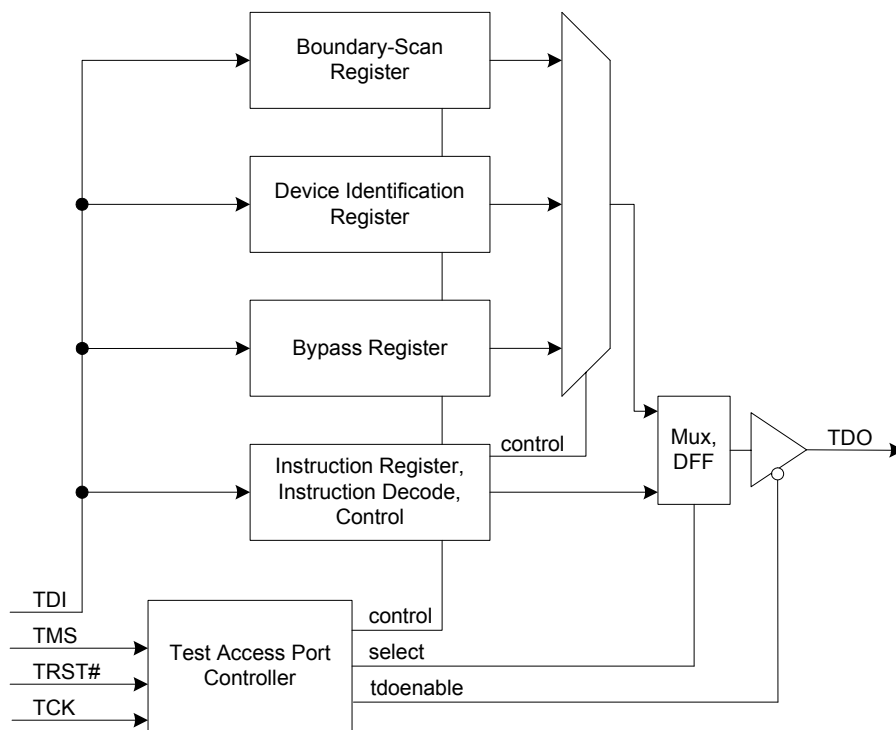 Boundary-Scan
Register
Device Identification
Register
Bypass Register
control
Instruction Register,
Instruction Decode,
Control
Mux,
DFF
TDO
TDI
TMS
TRST#
TCK
Test Access Port
Controller
control
select
tdoenable